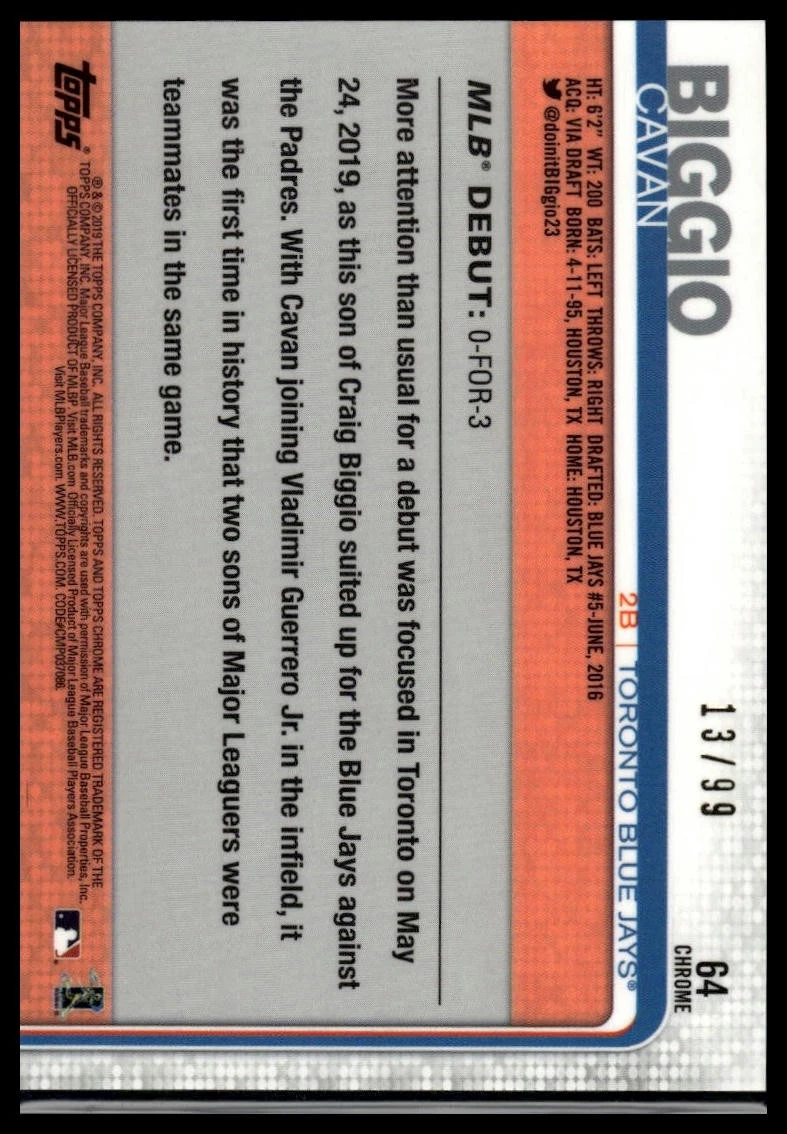 BIGGIO
CAVAN
13/99
64
CHROME
2B | TORONTO BLUE JAYS®
HT: 6'2" WT: 200 BATS: LEFT THROWS: RIGHT DRAFTED: BLUE JAYS #5-JUNE, 2016
ACQ: VIA DRAFT BORN: 4-11-95, HOUSTON, TX HOME: HOUSTON, TX
@doinitBIGgio23
MLB® DEBUT: 0-FOR-3
More attention than usual for a debut was focused in Toronto on May
24, 2019, as this son of Craig Biggio suited up for the Blue Jays against
the Padres. With Cavan joining Vladimir Guerrero Jr. in the infield, it
was the first time in history that two sons of Major Leaguers were
teammates in the same game.
topps®
® & © 2019 THE TOPPS COMPANY, INC. ALL RIGHTS RESERVED. TOPPS AND TOPPS CHROME ARE REGISTERED TRADEMARK OF THE
TOPPS COMPANY, INC. Major League Baseball trademarks and copyrights are used with permission of Major League Baseball Properties, Inc.
OFFICIALLY LICENSED PRODUCT OF MLBP. Visit MLB.com Officially Licensed Product of Major League Baseball Players Association.
Visit MLBPlayers.com WWW.TOPPS.COM. CODE#CMP037086.